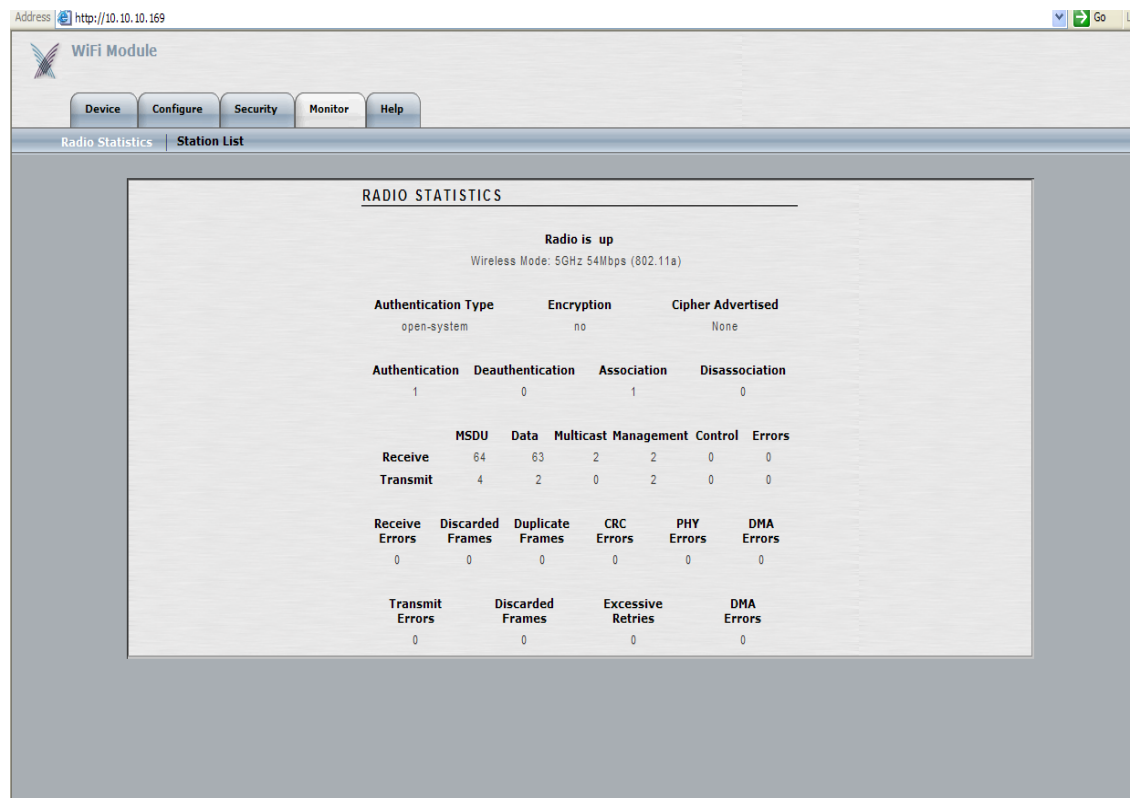 Address http://10.10.10.169 Go
WiFi Module
Device Configure Security Monitor Help
Radio Statistics Station List
RADIO STATISTICS
Radio is up
Wireless Mode: 5GHz 54Mbps (802.11a)
Authentication Type Encryption Cipher Advertised
open-system no None
Authentication Deauthentication Association Disassociation
1 0 1 0
MSDU Data Multicast Management Control Errors
Receive 64 63 2 2 0 0
Transmit 4 2 0 2 0 0
Receive Discarded Duplicate CRC PHY DMA
Errors Frames Frames Errors Errors Errors
0 0 0 0 0 0
Transmit Discarded Excessive DMA
Errors Frames Retries Errors
0 0 0 0